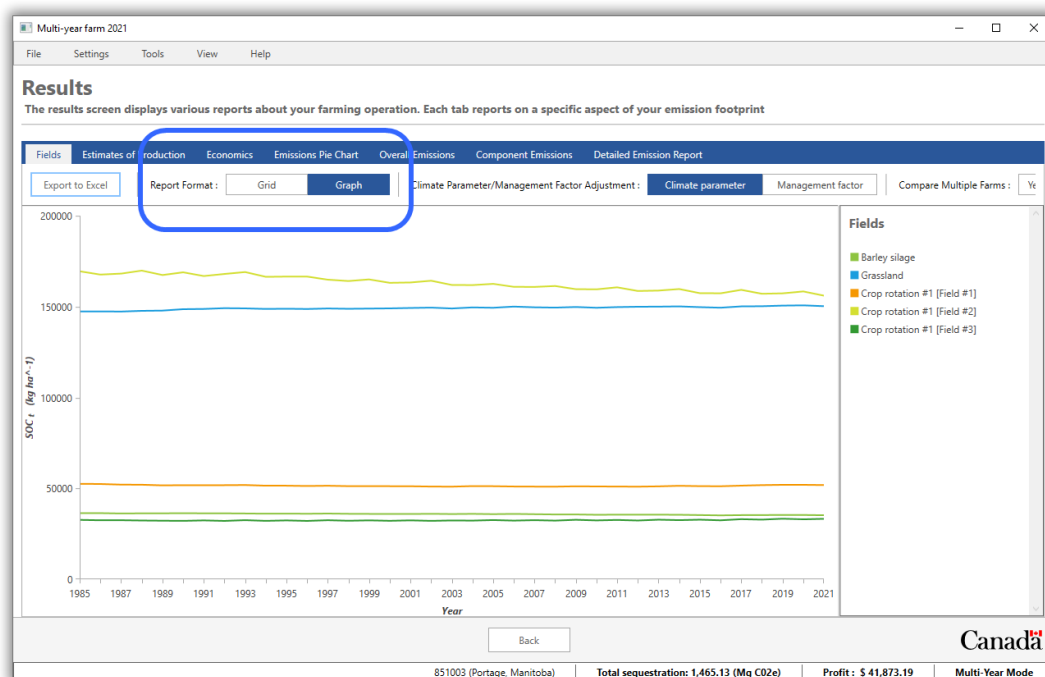 Multi-year farm 2021
File Settings Tools View Help
Results
The results screen displays various reports about your farming operation. Each tab reports on a specific aspect of your emission footprint
Fields Estimates of Production Economics Emissions Pie Chart Overall Emissions Component Emissions Detailed Emission Report
Export to Excel Report Format : Grid Graph Climate Parameter/Management Factor Adjustment : Climate parameter Management factor Compare Multiple Farms : Ye
200000
150000
100000
50000
0
SOC t (kg ha^-1)
1985 1987 1989 1991 1993 1995 1997 1999 2001 2003 2005 2007 2009 2011 2013 2015 2017 2019 2021
Year
Fields
Barley silage
Grassland
Crop rotation #1 [Field #1]
Crop rotation #1 [Field #2]
Crop rotation #1 [Field #3]
Back
Canada
851003 (Portage, Manitoba) Total sequestration: 1,465.13 (Mg C02e) Profit : $ 41,873.19 Multi-Year Mode